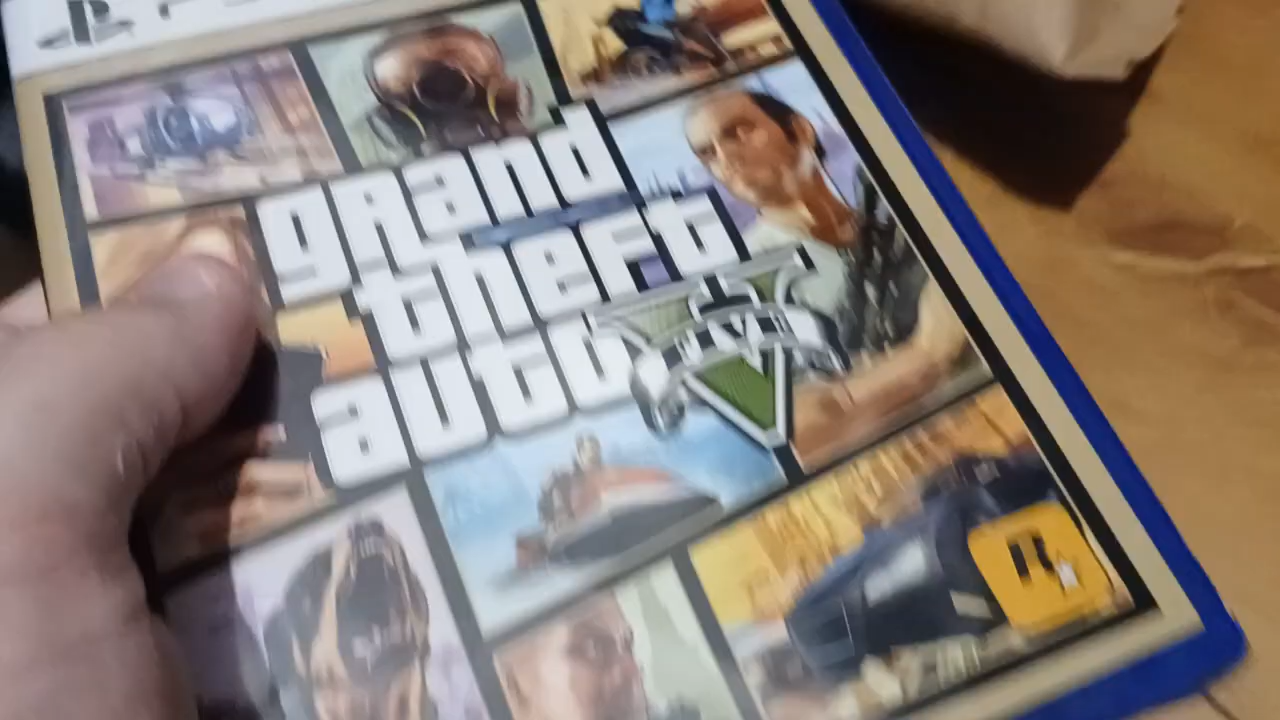 grand
theft
auto V
R★